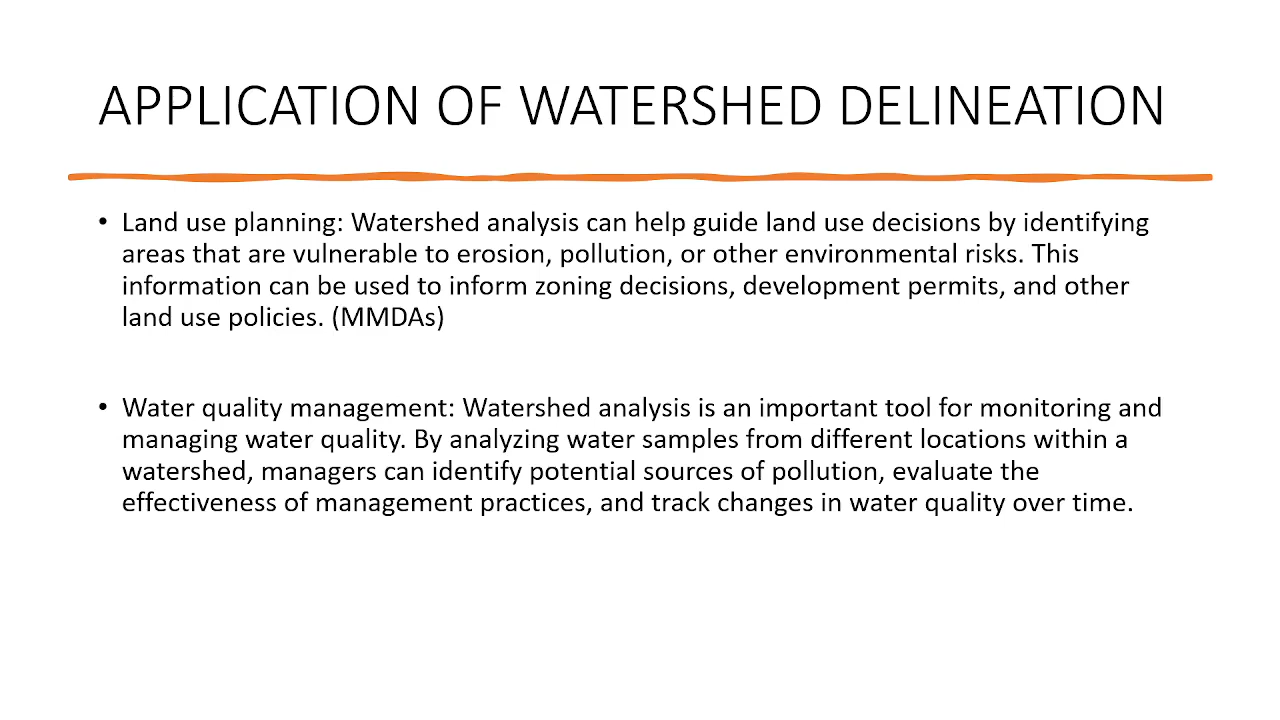 APPLICATION OF WATERSHED DELINEATION
• Land use planning: Watershed analysis can help guide land use decisions by identifying
areas that are vulnerable to erosion, pollution, or other environmental risks. This
information can be used to inform zoning decisions, development permits, and other
land use policies. (MMDAs)
• Water quality management: Watershed analysis is an important tool for monitoring and
managing water quality. By analyzing water samples from different locations within a
watershed, managers can identify potential sources of pollution, evaluate the
effectiveness of management practices, and track changes in water quality over time.